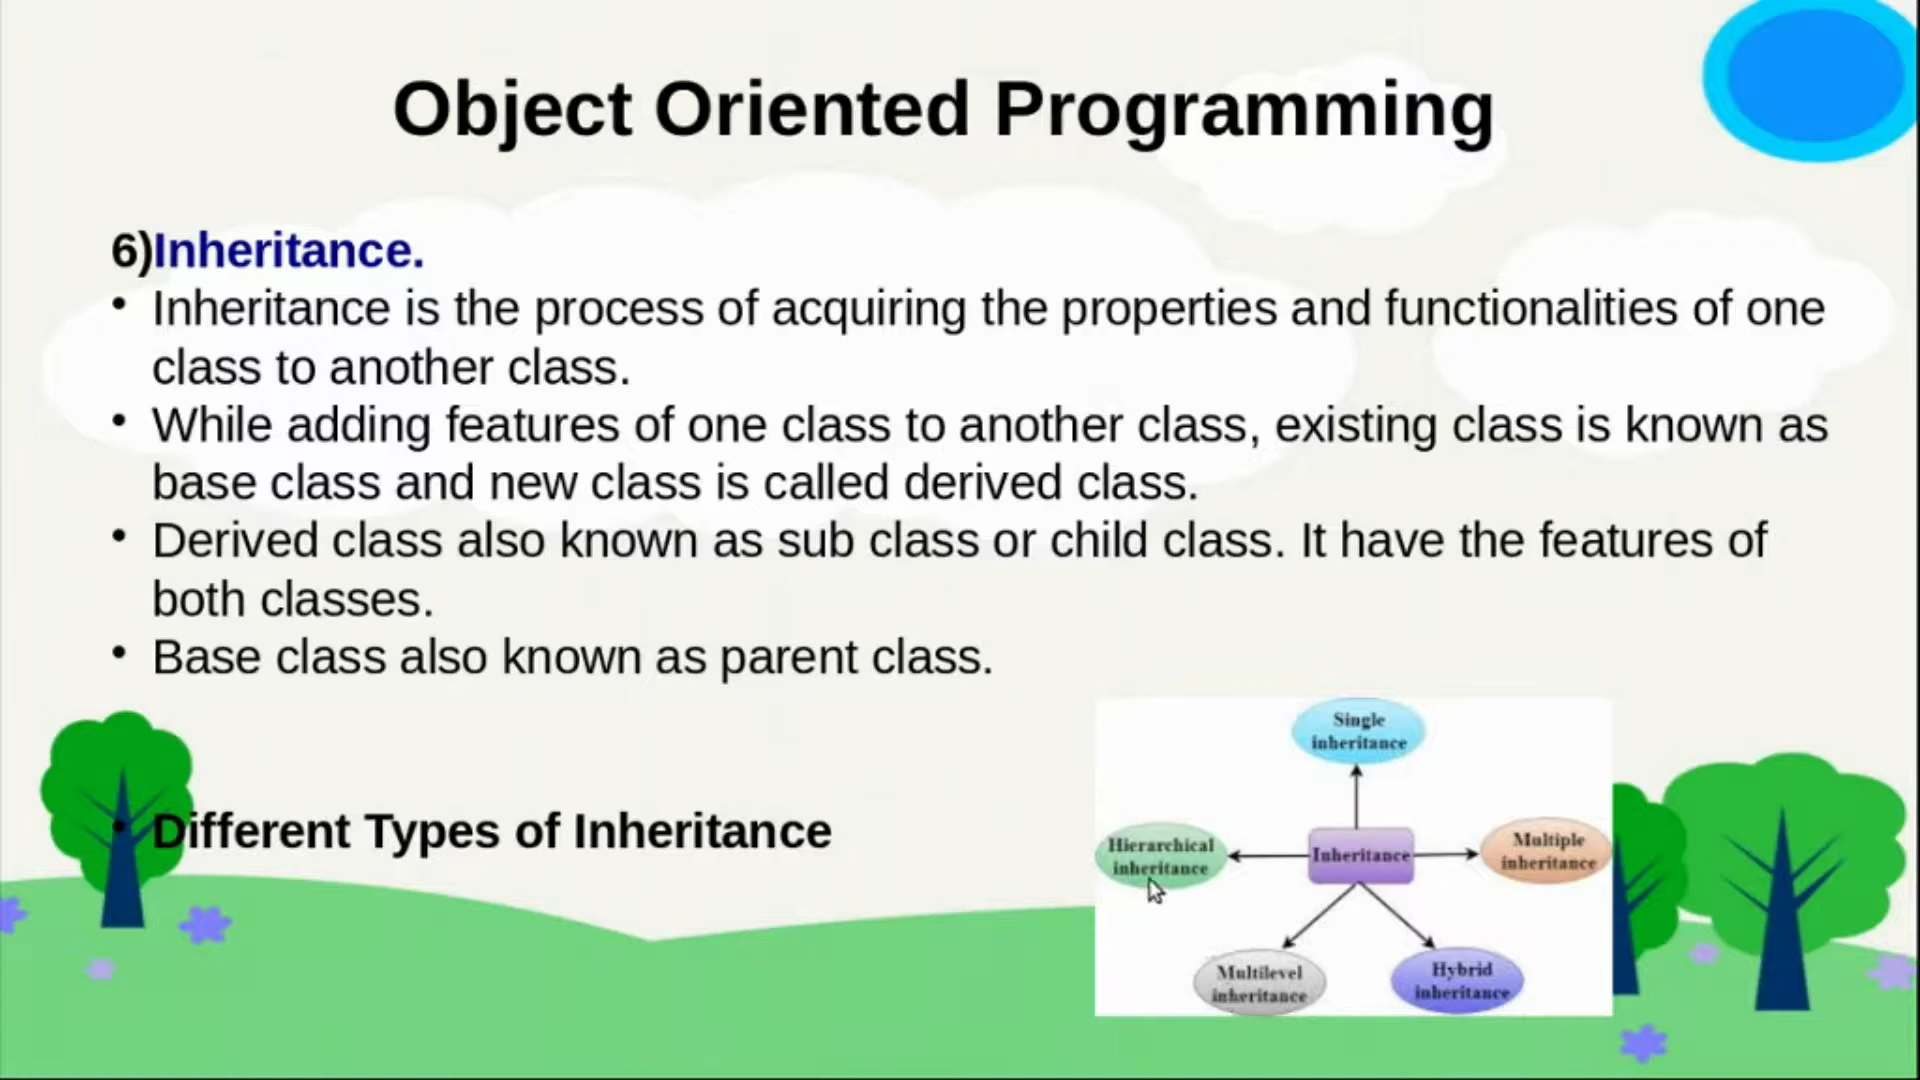 Object Oriented Programming
6)Inheritance.
• Inheritance is the process of acquiring the properties and functionalities of one
class to another class.
• While adding features of one class to another class, existing class is known as
base class and new class is called derived class.
• Derived class also known as sub class or child class. It have the features of
both classes.
• Base class also known as parent class.
• Different Types of Inheritance
Single
inheritance
Hierarchical
inheritance
Inheritance
Multiple
inheritance
Multilevel
inheritance
Hybrid
inheritance